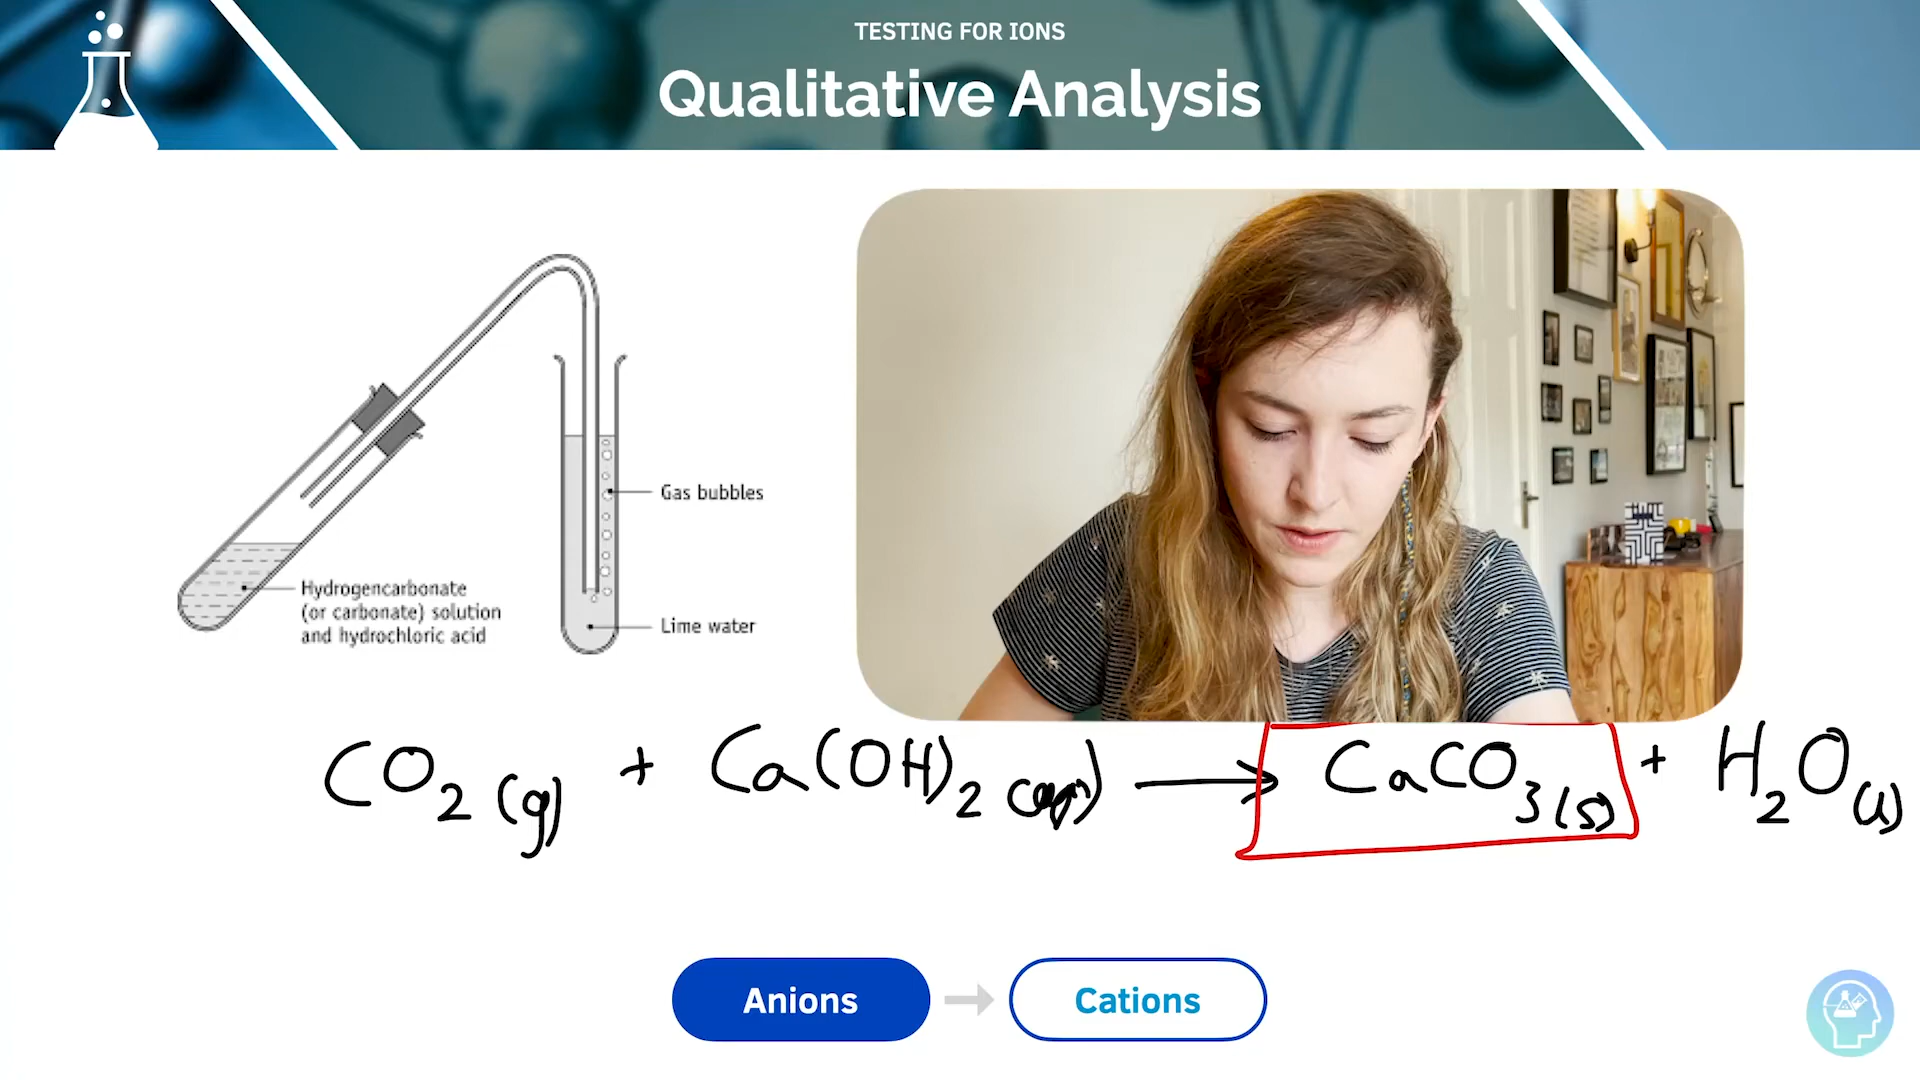 TESTING FOR IONS
Qualitative Analysis
Gas bubbles
Hydrogencarbonate
(or carbonate) solution
and hydrochloric acid
Lime water
CO₂ (g) + Ca(OH)₂ (aq) → CaCO₃(s) + H₂O(l)
Anions
Cations